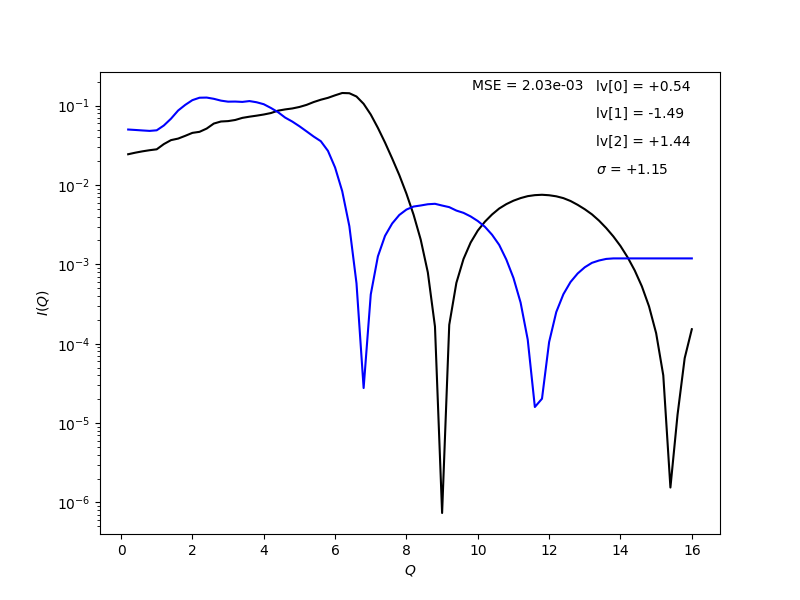 MSE = 2.03e-03 lv[0] = +0.54
lv[1] = -1.49
lv[2] = +1.44
σ = +1.15
10⁻¹
10⁻²
10⁻³
10⁻⁴
10⁻⁵
10⁻⁶
I(Q)
0 2 4 6 8 10 12 14 16
Q